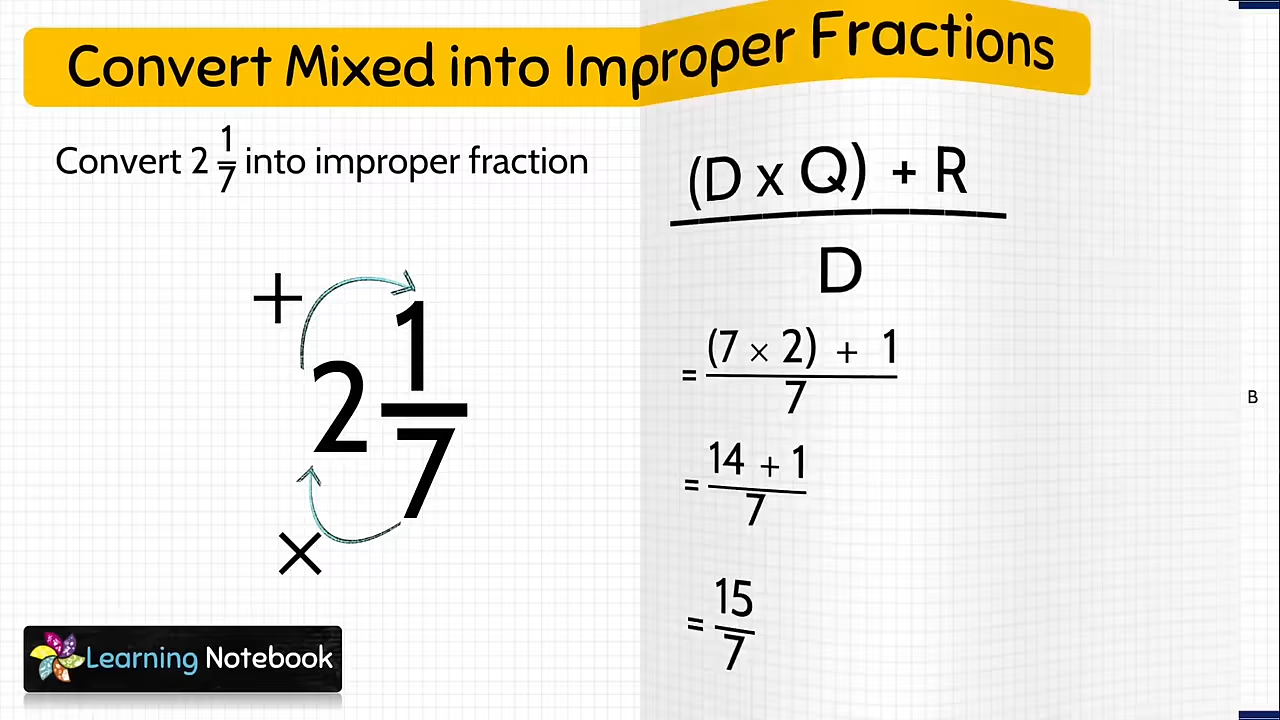 Convert Mixed into Improper Fractions
Convert 2 1/7 into improper fraction
+
2 1/7
×
(D x Q) + R
D
= (7 × 2) + 1
7
= 14 + 1
7
= 15
7
B
Learning Notebook